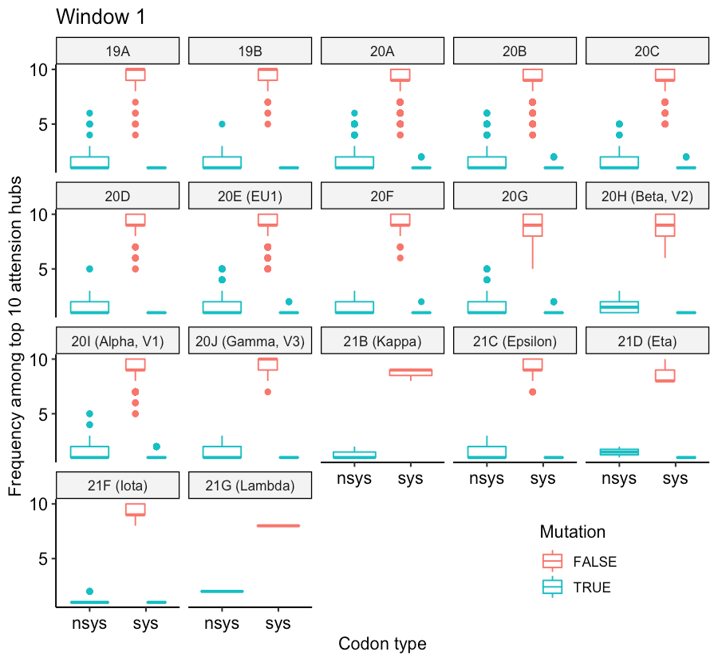 Window 1
19A 19B 20A 20B 20C
10
5
20D 20E (EU1) 20F 20G 20H (Beta, V2)
10
5
20I (Alpha, V1) 20J (Gamma, V3) 21B (Kappa) 21C (Epsilon) 21D (Eta)
10
5
nsys sys nsys sys nsys sys
21F (Iota) 21G (Lambda)
10
5
nsys sys nsys sys
Frequency among top 10 attension hubs
Codon type
Mutation
FALSE
TRUE